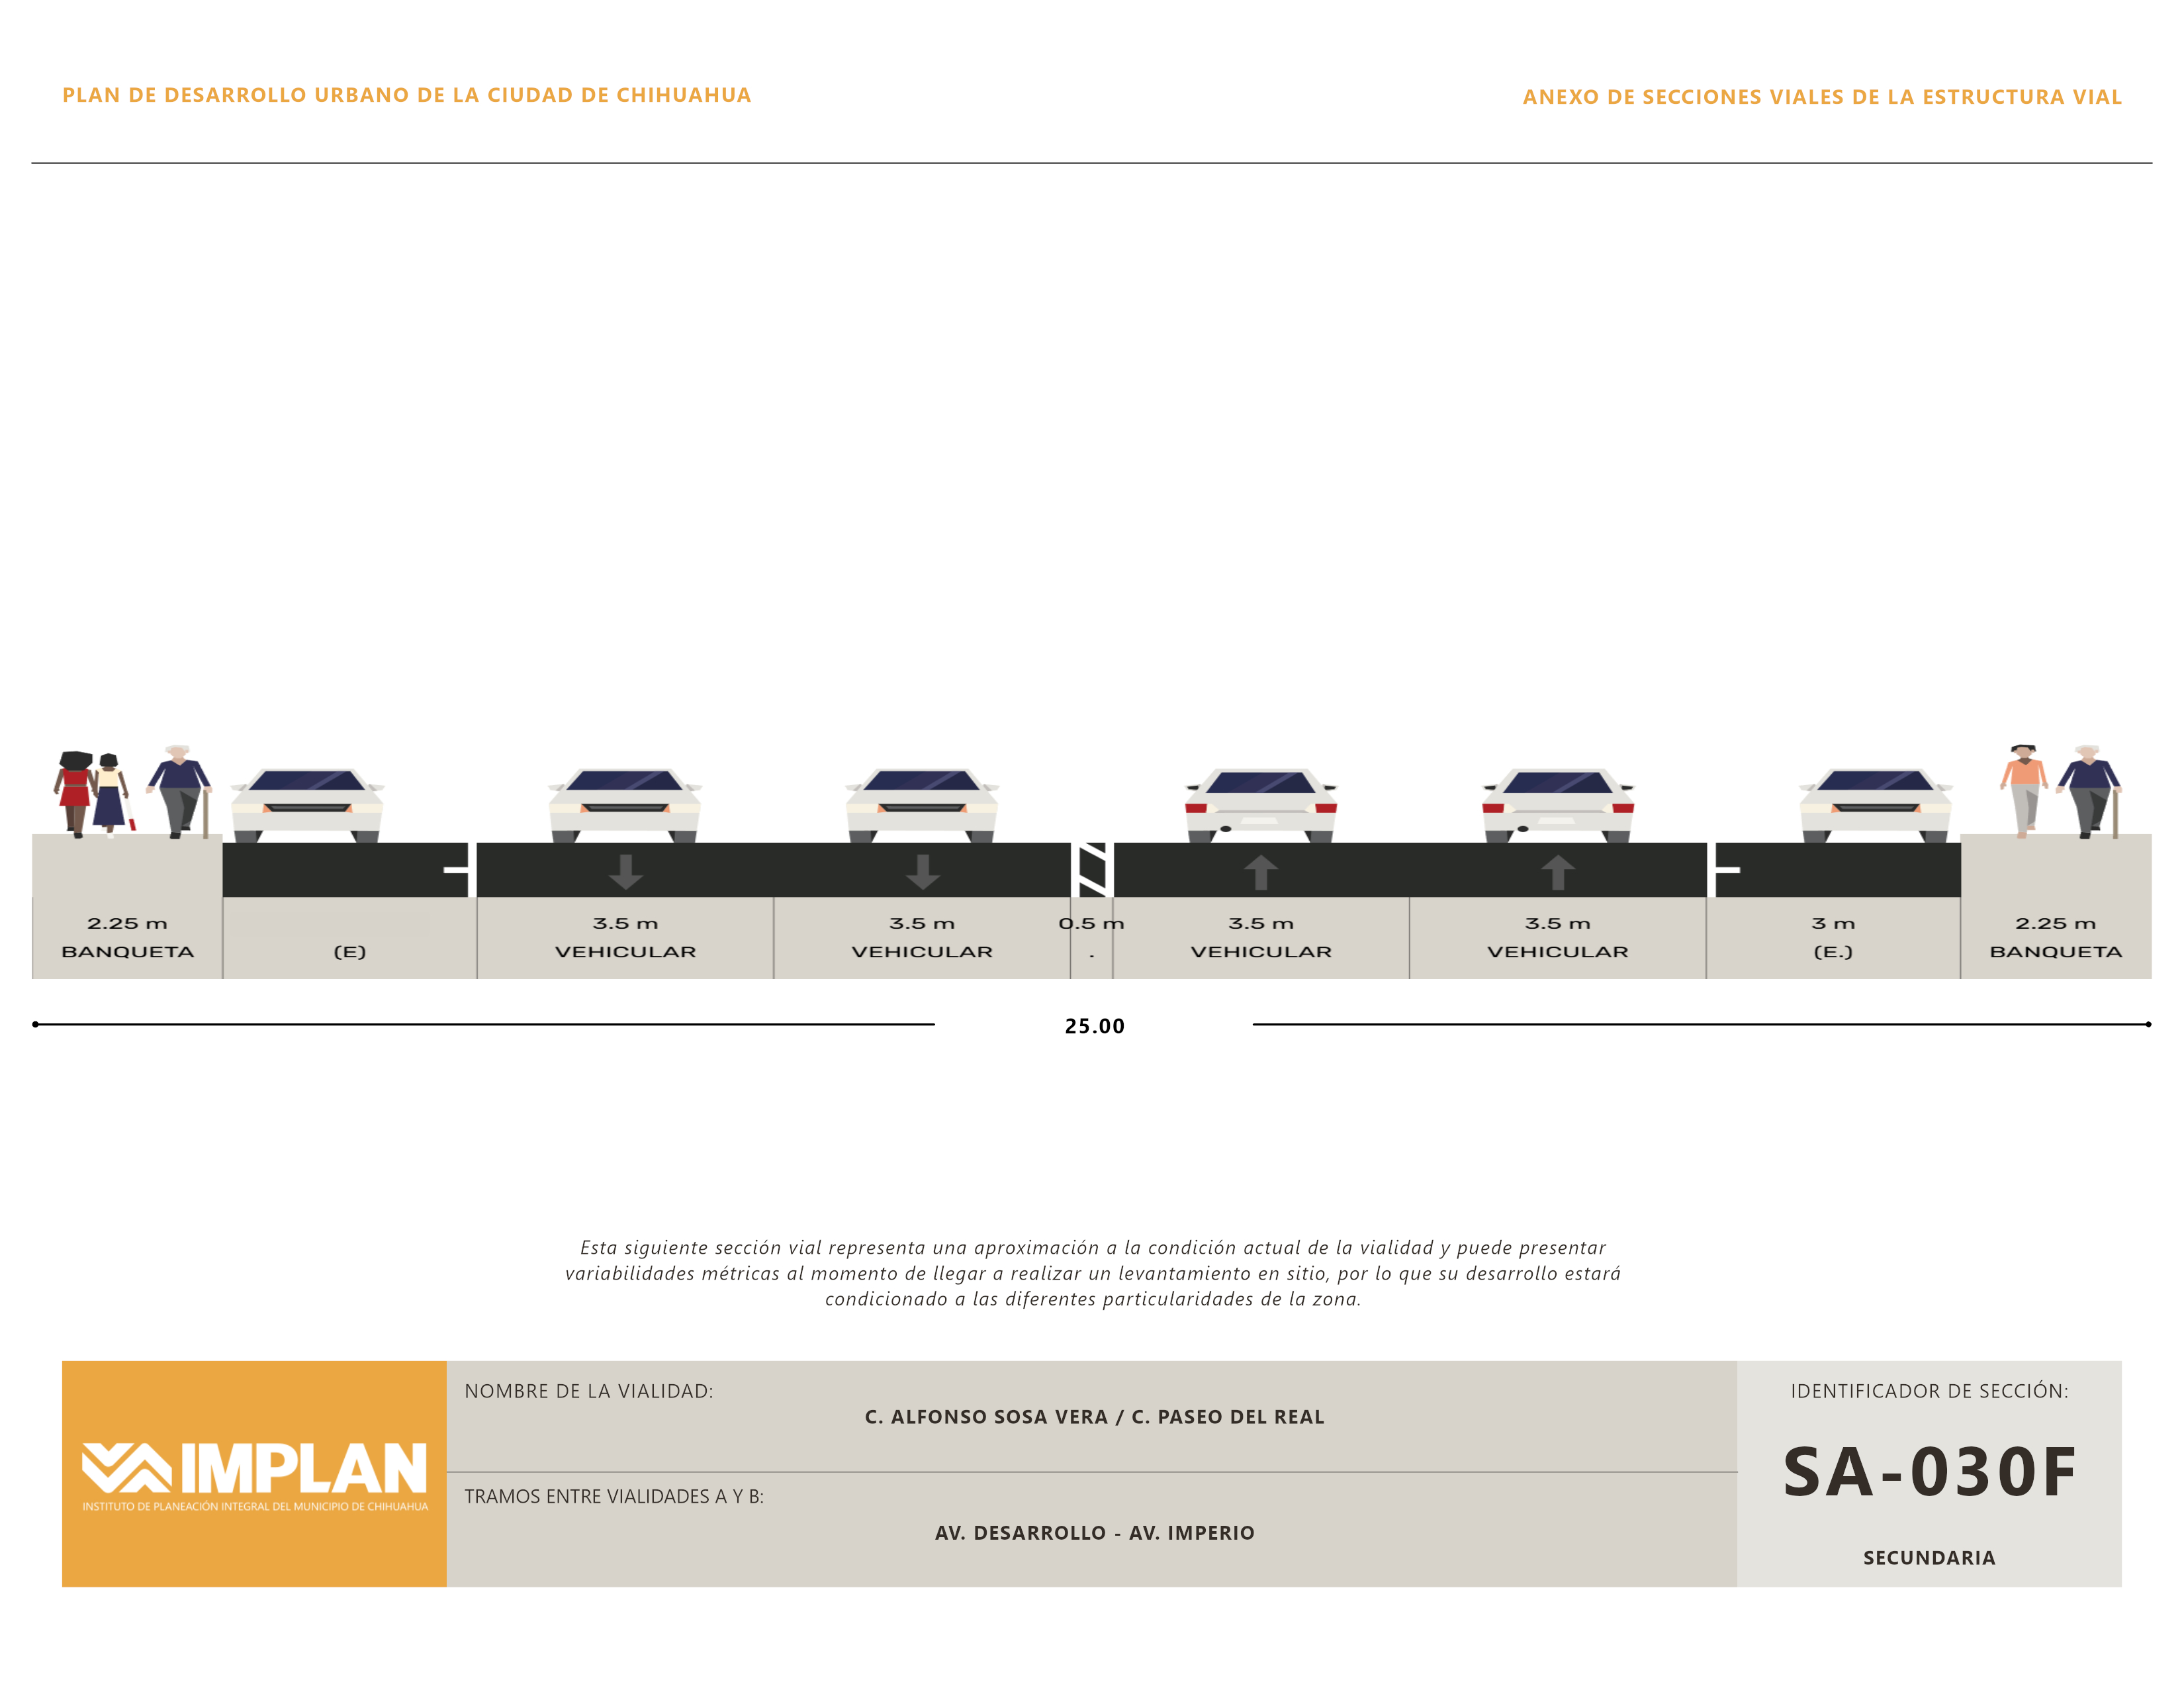 PLAN DE DESARROLLO URBANO DE LA CIUDAD DE CHIHUAHUA
ANEXO DE SECCIONES VIALES DE LA ESTRUCTURA VIAL
2.25 m 3.5 m 3.5 m 0.5 m 3.5 m 3.5 m 3 m 2.25 m
BANQUETA (E) VEHICULAR VEHICULAR . VEHICULAR VEHICULAR (E.) BANQUETA
25.00
Esta siguiente sección vial representa una aproximación a la condición actual de la vialidad y puede presentar
variabilidades métricas al momento de llegar a realizar un levantamiento en sitio, por lo que su desarrollo estará
condicionado a las diferentes particularidades de la zona.
IMPLAN
INSTITUTO DE PLANEACIÓN INTEGRAL DEL MUNICIPIO DE CHIHUAHUA
NOMBRE DE LA VIALIDAD:
C. ALFONSO SOSA VERA / C. PASEO DEL REAL
TRAMOS ENTRE VIALIDADES A Y B:
AV. DESARROLLO - AV. IMPERIO
IDENTIFICADOR DE SECCIÓN:
SA-030F
SECUNDARIA